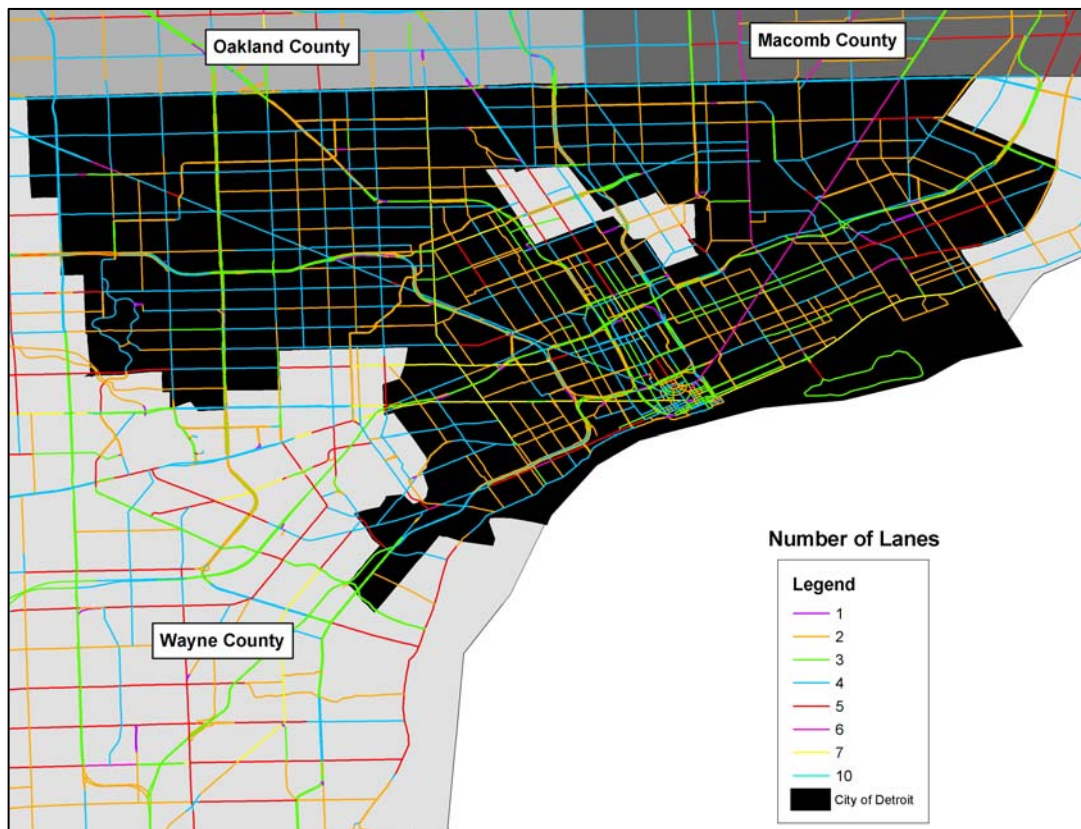 Oakland County
Macomb County
Wayne County
Number of Lanes
Legend
1
2
3
4
5
6
7
10
City of Detroit